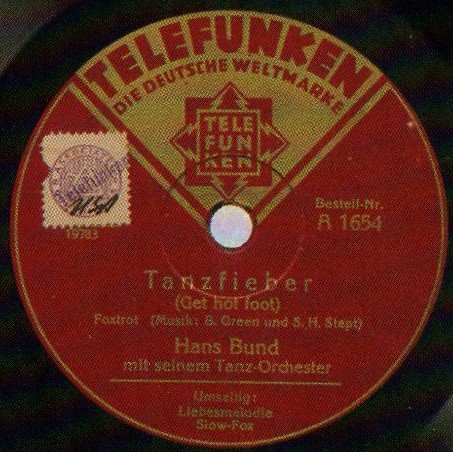 TELEFUNKEN
DIE DEUTSCHE WELTMARKE
TELE
FUN
KEN
Bestell-Nr.
A 1654
19783
Tanzfieber
(Get hot foot)
Foxtrot (Musik: B. Green und S. H. Stept)
Hans Bund
mit seinem Tanz-Orchester
Umseitig:
Liebesmelodie
Slow-Fox